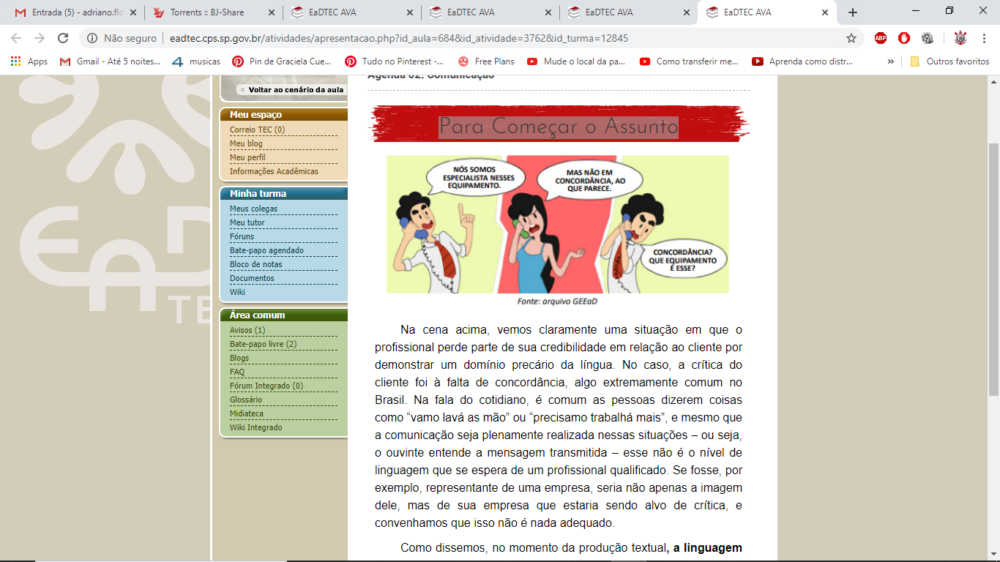 Entrada (5) - adriano.flo
Torrents :: BJ-Share
EaDTEC AVA
EaDTEC AVA
EaDTEC AVA
EaDTEC AVA
Não seguro
eadtec.cps.sp.gov.br/atividades/apresentacao.php?id_aula=684&id_atividade=3762&id_turma=12845
ABP
Apps
Gmail - Até 5 noites...
musicas
Pin de Graciela Cue...
Tudo no Pinterest -...
Free Plans
Mude o local da pa...
Como transferir me...
Aprenda como distr...
»
Outros favoritos
EaD
TE
« Voltar ao cenário da aula
Meu espaço
Correio TEC (0)
Meu blog
Meu perfil
Informações Acadêmicas
Minha turma
Meus colegas
Meu tutor
Fóruns
Bate-papo agendado
Bloco de notas
Documentos
Wiki
Área comum
Avisos (1)
Bate-papo livre (2)
Blogs
FAQ
Fórum Integrado (0)
Glossário
Midiateca
Wiki Integrado
Agenda 02: Comunicação
Para Começar o Assunto
NÓS SOMOS
ESPECIALISTA NESSES
EQUIPAMENTO.
MAS NÃO EM
CONCORDÂNCIA, AO
QUE PARECE.
CONCORDÂNCIA?
QUE EQUIPAMENTO
É ESSE?
Fonte: arquivo GEEaD
Na cena acima, vemos claramente uma situação em que o
profissional perde parte de sua credibilidade em relação ao cliente por
demonstrar um domínio precário da língua. No caso, a crítica do
cliente foi à falta de concordância, algo extremamente comum no
Brasil. Na fala do cotidiano, é comum as pessoas dizerem coisas
como “vamo lavá as mão” ou “precisamo trabalhá mais”, e mesmo que
a comunicação seja plenamente realizada nessas situações – ou seja,
o ouvinte entende a mensagem transmitida – esse não é o nível de
linguagem que se espera de um profissional qualificado. Se fosse, por
exemplo, representante de uma empresa, seria não apenas a imagem
dele, mas de sua empresa que estaria sendo alvo de crítica, e
convenhamos que isso não é nada adequado.
Como dissemos, no momento da produção textual, a linguagem